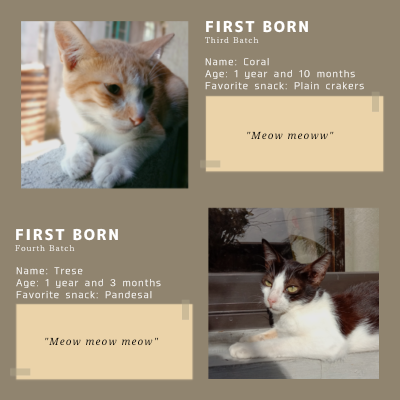 FIRST BORN
Third Batch
Name: Coral
Age: 1 year and 10 months
Favorite snack: Plain crakers
"Meow meoww"
FIRST BORN
Fourth Batch
Name: Trese
Age: 1 year and 3 months
Favorite snack: Pandesal
"Meow meow meow"